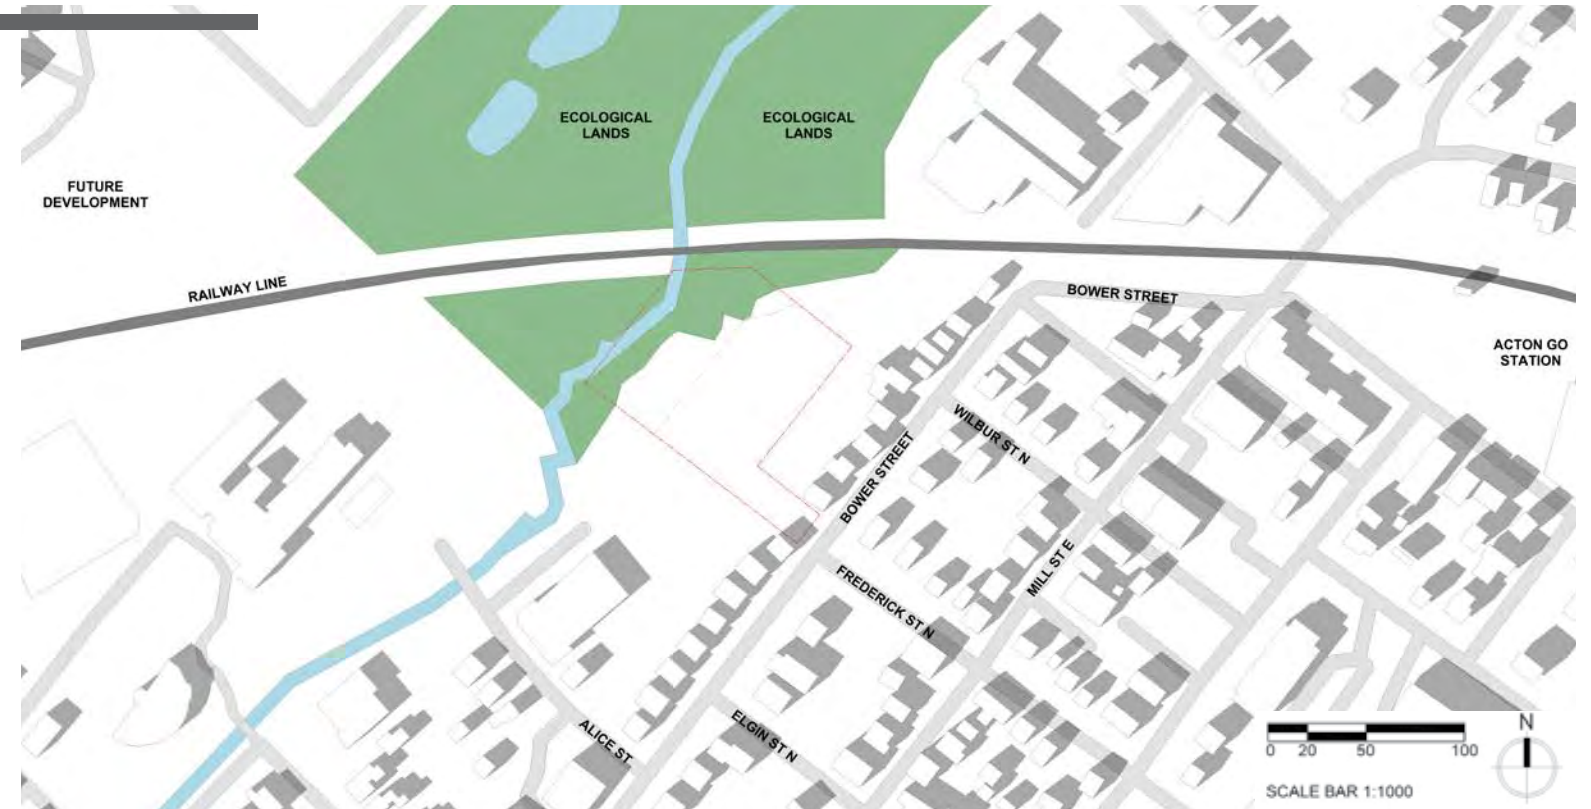 ECOLOGICAL
LANDS
ECOLOGICAL
LANDS
FUTURE
DEVELOPMENT
RAILWAY LINE
BOWER STREET
ACTON GO
STATION
WILBUR ST N
BOWER STREET
MILL ST E
FREDERICK ST N
ALICE ST
ELGIN ST N
N
0 20 50 100
SCALE BAR 1:1000